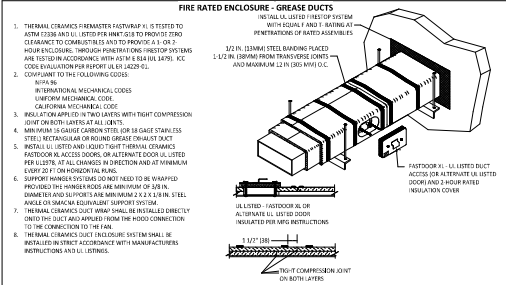 FIRE RATED ENCLOSURE - GREASE DUCTS
1. THERMAL CERAMICS FIREMASTER FASTWRAP XL IS TESTED TO
ASTM E2336 AND UL LISTED PER HNKT.G18 TO PROVIDE ZERO
CLEARANCE TO COMBUSTIBLES AND TO PROVIDE A 1- OR 2-
HOUR ENCLOSURE. THROUGH PENETRATIONS FIRESTOP SYSTEMS
ARE TESTED IN ACCORDANCE WITH ASTM E 814 (UL 1479). ICC
CODE EVALUATION PER REPORT UL ER 14229-01.
2. COMPLIANT TO THE FOLLOWING CODES:
NFPA 96
INTERNATIONAL MECHANICAL CODES
UNIFORM MECHANICAL CODE.
CALIFORNIA MECHANICAL CODE
3. INSULATION APPLIED IN TWO LAYERS WITH TIGHT COMPRESSION
JOINT ON BOTH LAYERS AT ALL JOINTS.
4. MINIMUM 16 GAUGE CARBON STEEL (OR 18 GAGE STAINLESS
STEEL) RECTANGULAR OR ROUND GREASE EXHAUST DUCT
5. INSTALL UL LISTED AND LIQUID TIGHT THERMAL CERAMICS
FASTDOOR XL ACCESS DOORS, OR ALTERNATE DOOR UL LISTED
PER UL1978, AT ALL CHANGES IN DIRECTION AND AT MINIMUM
EVERY 20 FT ON HORIZONTAL RUNS.
6. SUPPORT HANGER SYSTEMS DO NOT NEED TO BE WRAPPED
PROVIDED THE HANGER RODS ARE MINIMUM OF 3/8 IN.
DIAMETER AND SUPPORTS ARE MINIMUM 2 X 2 X 1/8 IN. STEEL
ANGLE OR SMACNA EQUIVALENT SUPPORT SYSTEM.
7. THERMAL CERAMICS DUCT WRAP SHALL BE INSTALLED DIRECTLY
ONTO THE DUCT AND APPLIED FROM THE HOOD CONNECTION
TO THE CONNECTION TO THE FAN.
8. THERMAL CERAMICS DUCT ENCLOSURE SYSTEM SHALL BE
INSTALLED IN STRICT ACCORDANCE WITH MANUFACTURERS
INSTRUCTIONS AND UL LISTINGS.
INSTALL UL LISTED FIRESTOP SYSTEM
WITH EQUAL F AND T- RATING AT
PENETRATIONS OF RATED ASSEMBLIES
1/2 IN. (13MM) STEEL BANDING PLACED
1-1/2 IN. (38MM) FROM TRANSVERSE JOINTS
AND MAXIMUM 12 IN (305 MM) O.C.
FASTDOOR XL - UL LISTED DUCT
ACCESS (OR ALTERNATE UL LISTED
DOOR) AND 2-HOUR RATED
INSULATION COVER
UL LISTED - FASTDOOR XL OR
ALTERNATE UL LISTED DOOR
INSULATED PER MFG INSTRUCTIONS
1 1/2" (38)
TIGHT COMPRESSION JOINT
ON BOTH LAYERS